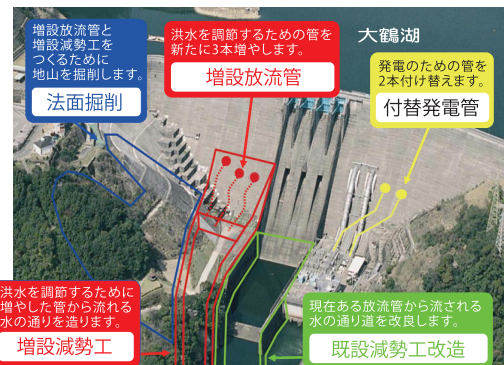 増設放流管と
増設減勢工を
つくるために
地山を掘削します。
法面掘削
洪水を調節するための管を
新たに3本増やします。
増設放流管
大鶴湖
発電のための管を
2本付け替えます。
付替発電管
洪水を調節するために
増やした管から流れる
水の通りを造ります。
増設減勢工
現在ある放流管から流される
水の通り道を改良します。
既設減勢工改造